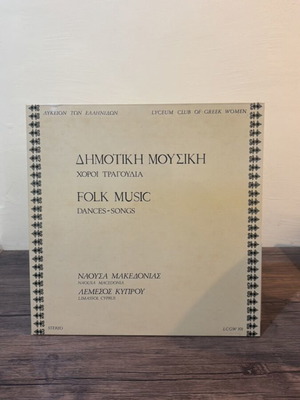 ΛΥΚΕΙΟΝ ΤΩΝ ΕΛΛΗΝΙΔΩΝ
LYCEUM CLUB OF GREEK WOMEN
ΔΗΜΟΤΙΚΗ ΜΟΥΣΙΚΗ
ΧΟΡΟΙ ΤΡΑΓΟΥΔΙΑ
FOLK MUSIC
DANCES-SONGS
ΝΑΟΥΣΑ ΜΑΚΕΔΟΝΙΑΣ
NAOUSA MACEDONIA
ΛΕΜΕΣΟΣ ΚΥΠΡΟΥ
LIMASSOL CYPRUS
STEREO